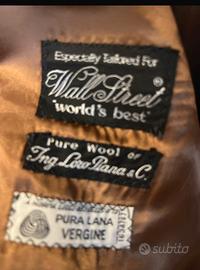 Especially Tailored For
Wall Street ®
"world's best"
Pure Wool OF
Ing. Loro Piana & C.
PURA LANA
VERGINE
subito